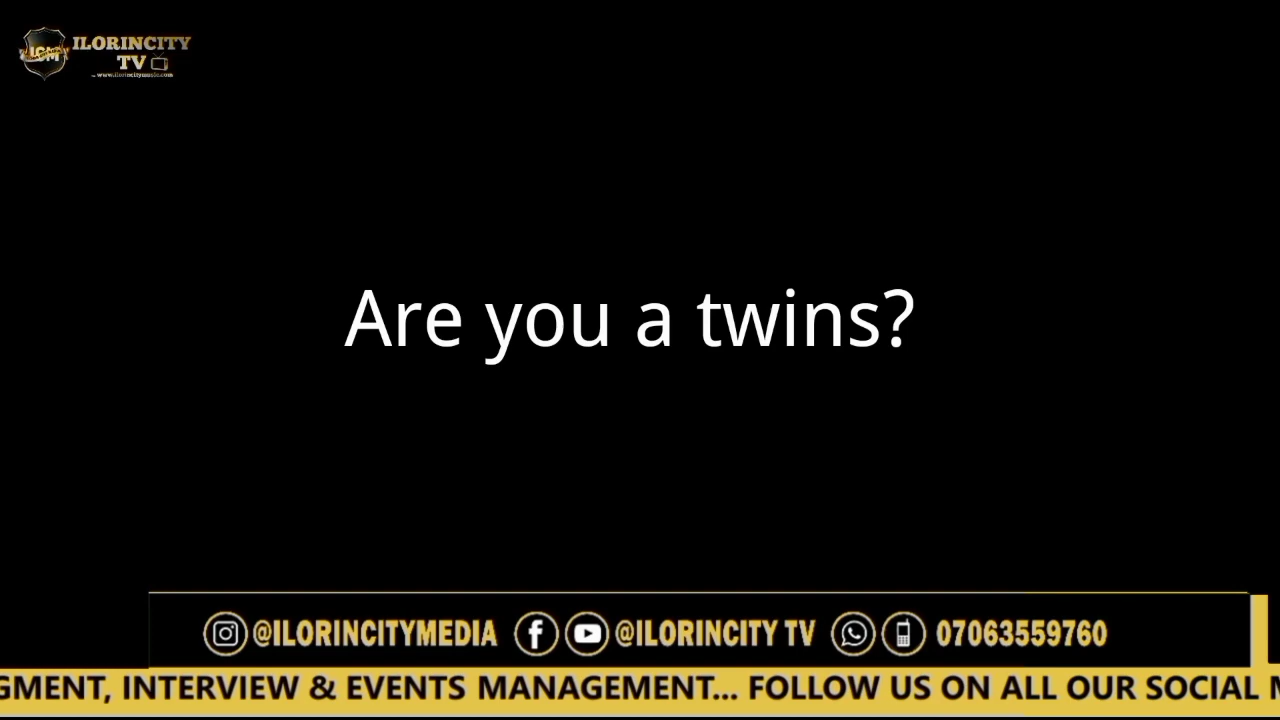 ILORINCITY
TV
Are you a twins?
@ILORINCITYMEDIA @ILORINCITY TV 07063559760
GMENT, INTERVIEW & EVENTS MANAGEMENT... FOLLOW US ON ALL OUR SOCIAL